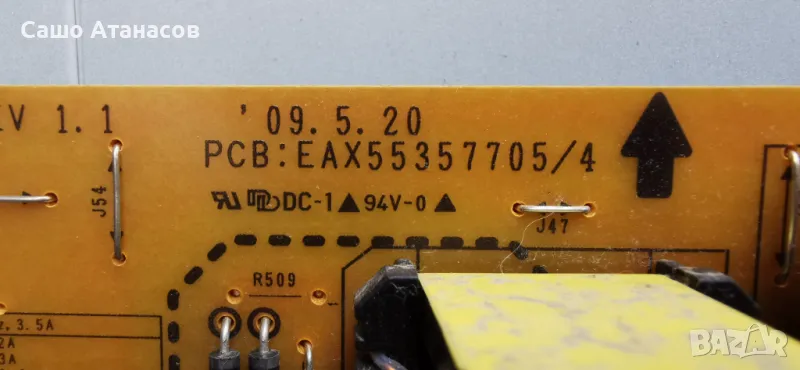 Сашо Атанасов
V 1.1
'09.5.20
PCB:EAX55357705/4
DC-1▲94V-0▲
J54
J47
R509
z, 3.5A
2A
3A
BAZAR